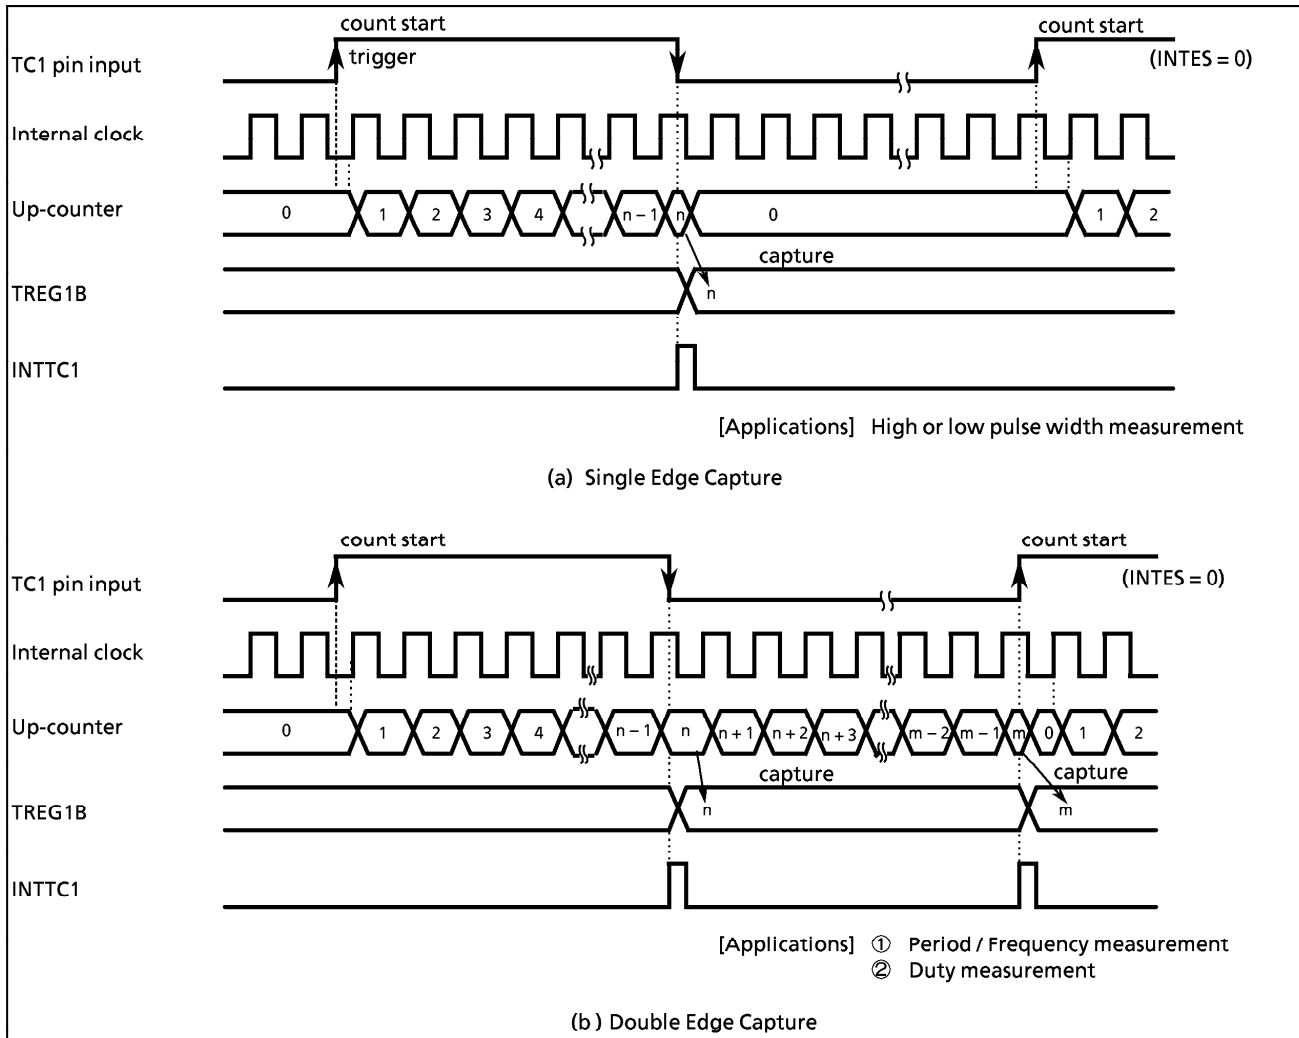 count start
count start
TC1 pin input
trigger
(INTES = 0)
Internal clock
Up-counter
0 1 2 3 4 n – 1 n 0 1 2
capture
TREG1B
n
INTTC1
[Applications] High or low pulse width measurement
(a) Single Edge Capture
count start
count start
TC1 pin input
(INTES = 0)
Internal clock
Up-counter
0 1 2 3 4 n – 1 n n + 1 n + 2 n + 3 m – 2 m – 1 m 0 1 2
capture
capture
TREG1B
n
m
INTTC1
[Applications] ① Period / Frequency measurement
② Duty measurement
(b) Double Edge Capture